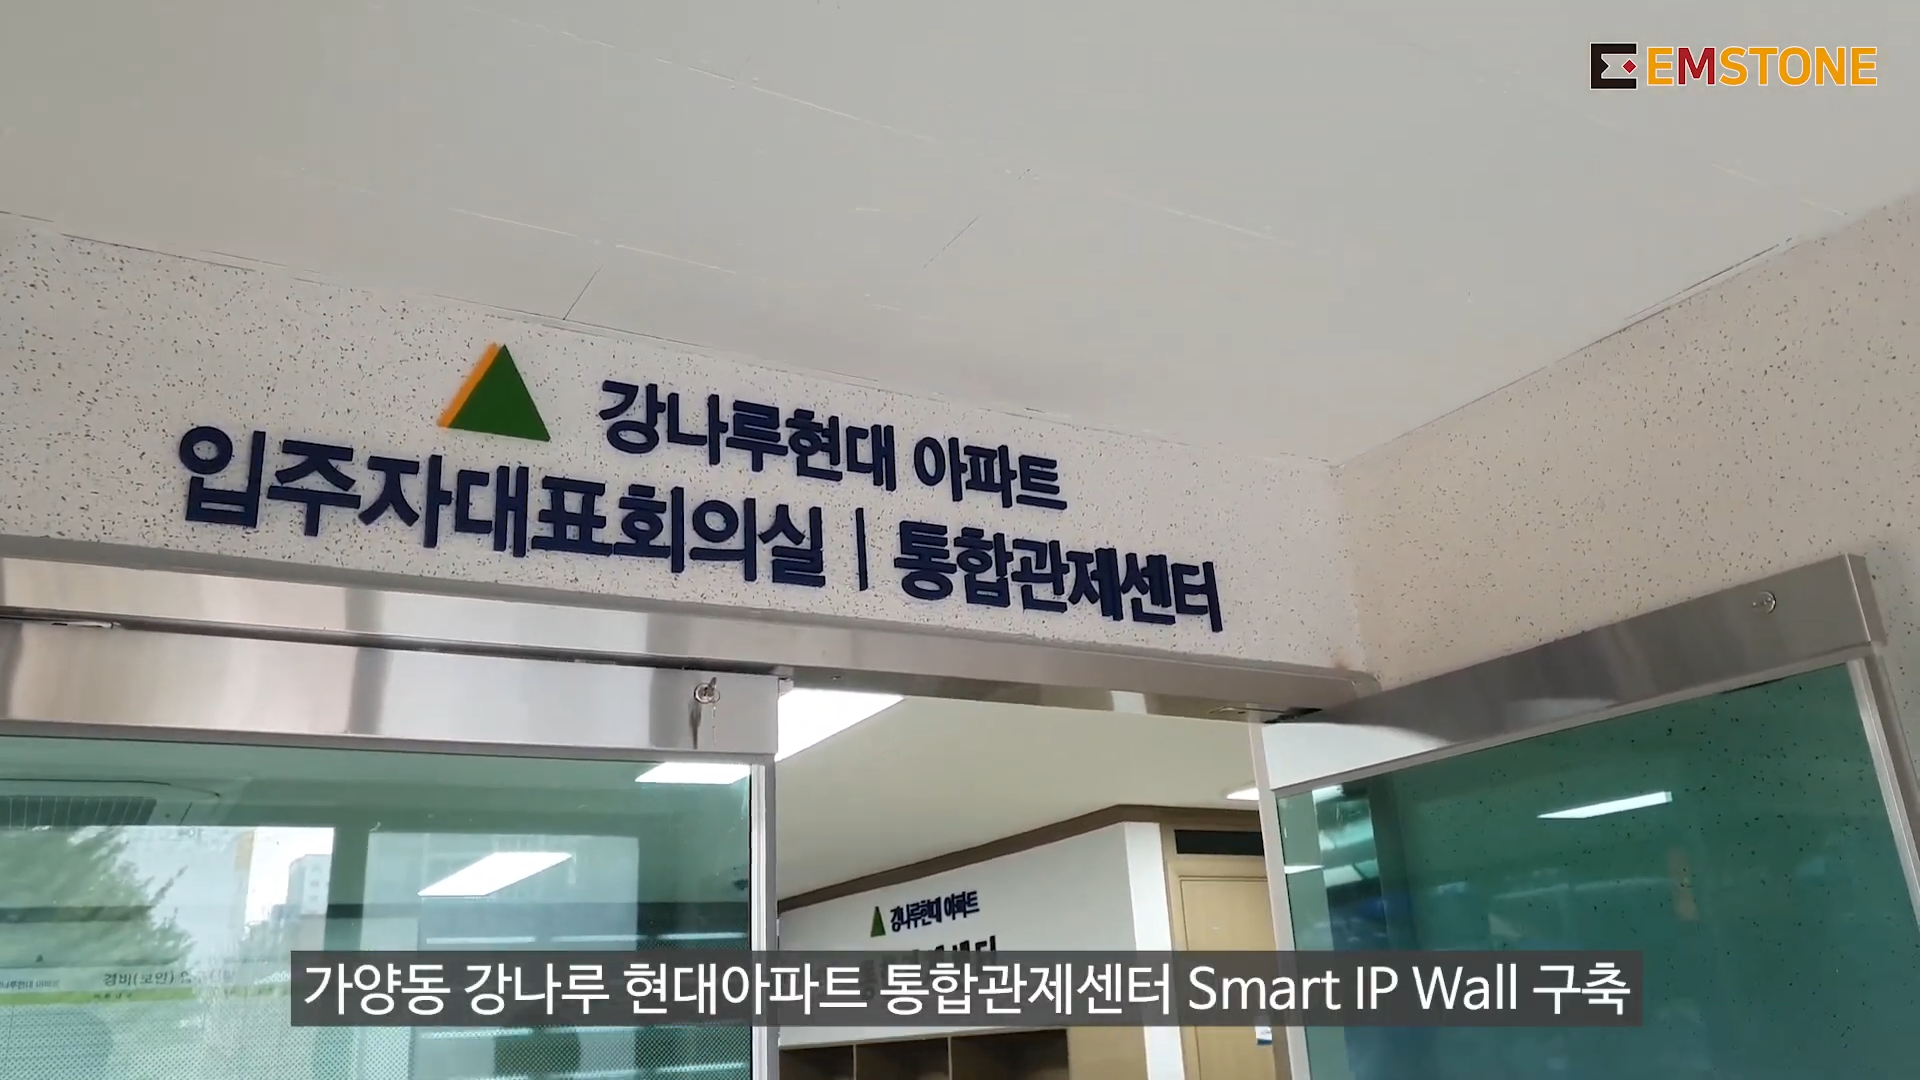 EMSTONE
강나루현대 아파트
입주자대표회의실 | 통합관제센터
강나루현대 아파트
가양동 강나루 현대아파트 통합관제센터 Smart IP Wall 구축